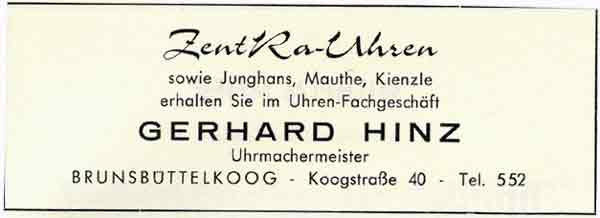 ZentRa-Uhren
sowie Junghans, Mauthe, Kienzle
erhalten Sie im Uhren-Fachgeschäft
GERHARD HINZ
Uhrmachermeister
BRUNSBÜTTELKOOG - Koogstraße 40 - Tel. 552